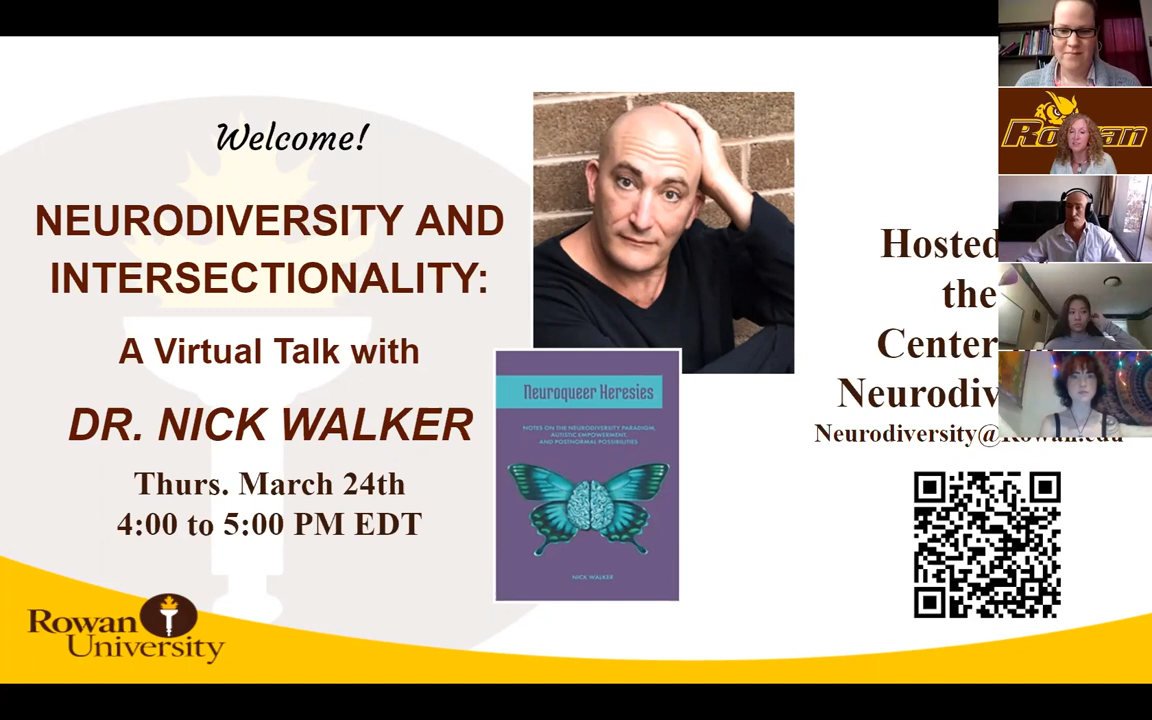 Welcome!
NEURODIVERSITY AND
INTERSECTIONALITY:
A Virtual Talk with
DR. NICK WALKER
Thurs. March 24th
4:00 to 5:00 PM EDT
Rowan
University
Neuroqueer Heresies
NOTES ON THE NEURODIVERSITY PARADIGM,
AUTISTIC EMPOWERMENT,
AND POSTNORMAL POSSIBILITIES
NICK WALKER
Hosted
the
Center
Neurodiv
Neurodiversity@Rowan.edu
Rowan